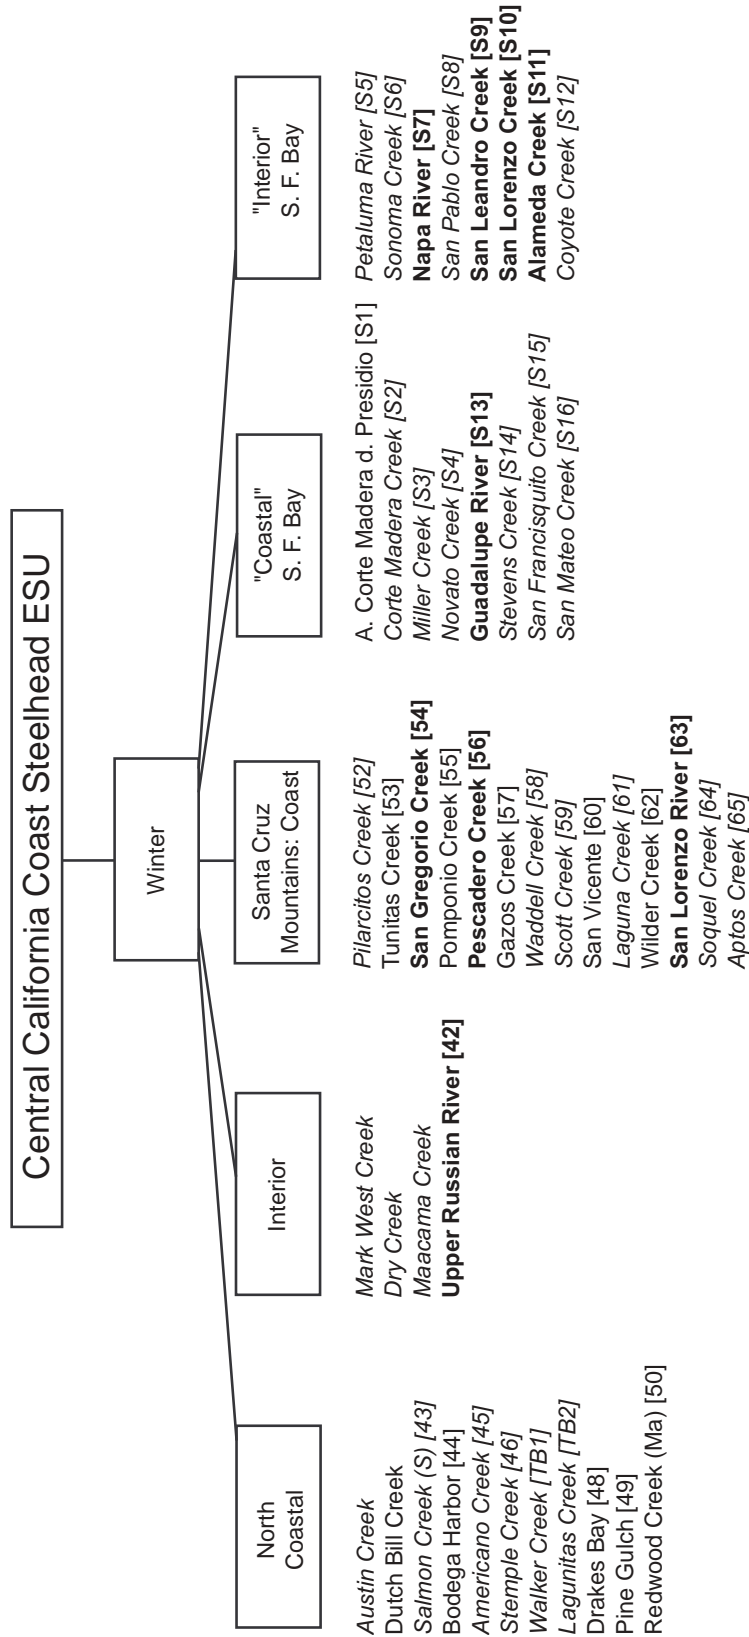 Central California Coast Steelhead ESU
Winter
North
Coastal
Austin Creek
Dutch Bill Creek
Salmon Creek (S) [43]
Bodega Harbor [44]
Americano Creek [45]
Stemple Creek [46]
Walker Creek [TB1]
Lagunitas Creek [TB2]
Drakes Bay [48]
Pine Gulch [49]
Redwood Creek (Ma) [50]
Interior
Mark West Creek
Dry Creek
Maacama Creek
Upper Russian River [42]
Santa Cruz
Mountains: Coast
Pilarcitos Creek [52]
Tunitas Creek [53]
San Gregorio Creek [54]
Pomponio Creek [55]
Pescadero Creek [56]
Gazos Creek [57]
Waddell Creek [58]
Scott Creek [59]
San Vicente [60]
Laguna Creek [61]
Wilder Creek [62]
San Lorenzo River [63]
Soquel Creek [64]
Aptos Creek [65]
"Coastal"
S. F. Bay
A. Corte Madera d. Presidio [S1]
Corte Madera Creek [S2]
Miller Creek [S3]
Novato Creek [S4]
Guadalupe River [S13]
Stevens Creek [S14]
San Francisquito Creek [S15]
San Mateo Creek [S16]
"Interior"
S. F. Bay
Petaluma River [S5]
Sonoma Creek [S6]
Napa River [S7]
San Pablo Creek [S8]
San Leandro Creek [S9]
San Lorenzo Creek [S10]
Alameda Creek [S11]
Coyote Creek [S12]